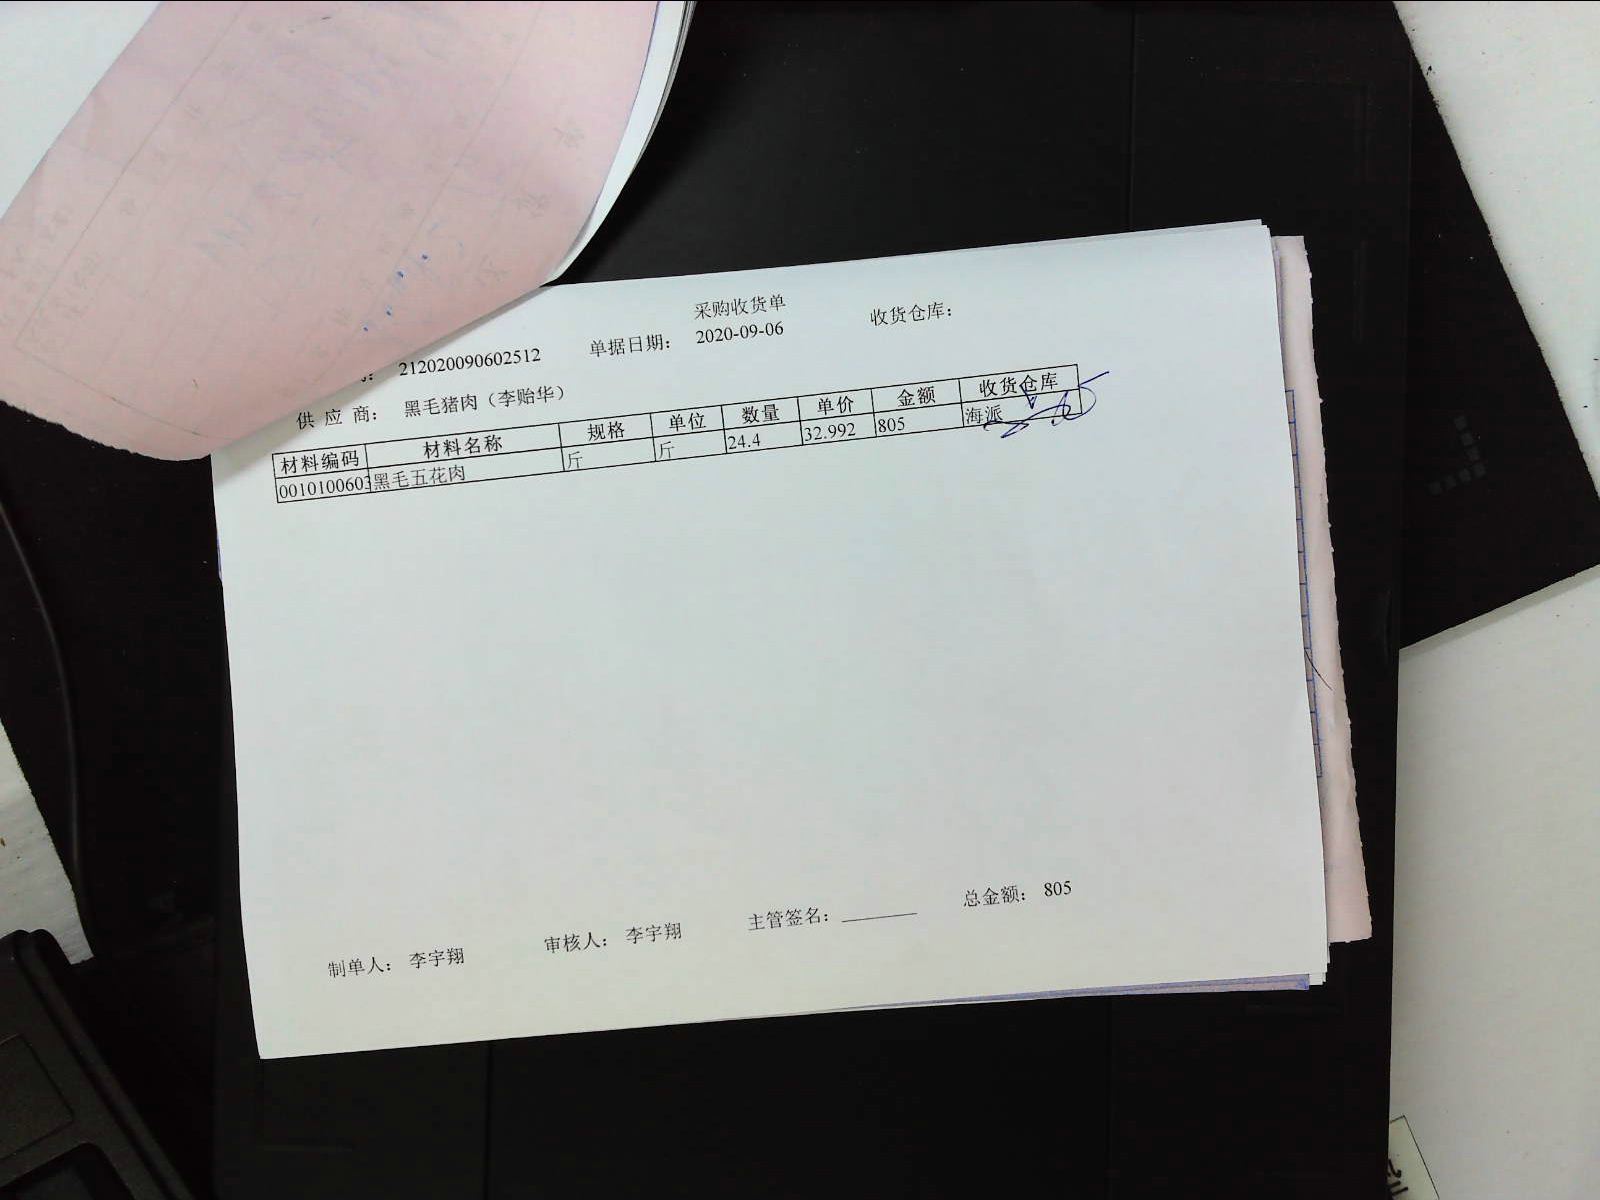 采购收货单
212020090602512 单据日期： 2020-09-06 收货仓库：
供 应 商： 黑毛猪肉（李贻华）
材料编码 材料名称 规格 单位 数量 单价 金额 收货仓库
0010100603 黑毛五花肉 斤 斤 24.4 32.992 805 海派
制单人： 李宇翔 审核人： 李宇翔 主管签名： 总金额： 805